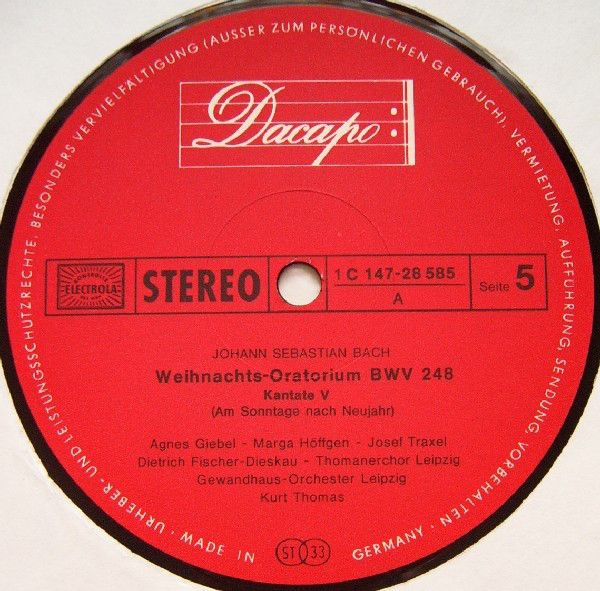 URHEBER- UND LEISTUNGSSCHUTZRECHTE, BESONDERS VERVIELFÄLTIGUNG (AUSSER ZUM PERSÖNLICHEN GEBRAUCH), VERMIETUNG, AUFFÜHRUNG, SENDUNG, VORBEHALTEN ·
Dacapo
ELECTROLA
STEREO
1 C 147-28 585
A
Seite 5
JOHANN SEBASTIAN BACH
Weihnachts-Oratorium BWV 248
Kantate V
(Am Sonntage nach Neujahr)
Agnes Giebel - Marga Höffgen - Josef Traxel
Dietrich Fischer-Dieskau - Thomanerchor Leipzig
Gewandhaus-Orchester Leipzig
Kurt Thomas
· MADE IN GERMANY ·
ST 33